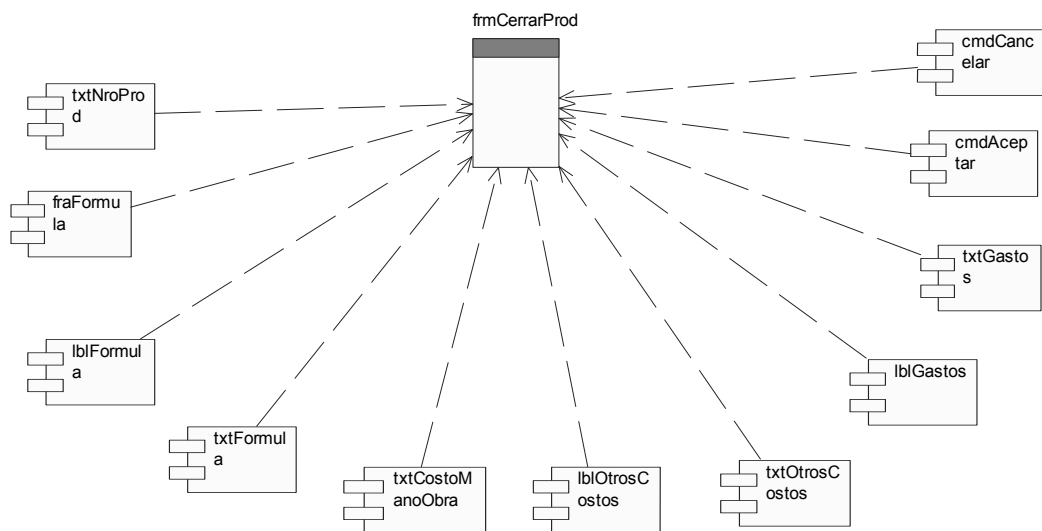 frmCerrarProd
cmdCanc
elar
txtNroPro
d
cmdAcep
tar
fraFormu
la
txtGasto
s
lblFormul
a
lblGastos
txtFormul
a
txtCostoM
anoObra
lblOtrosC
ostos
txtOtrosC
ostos